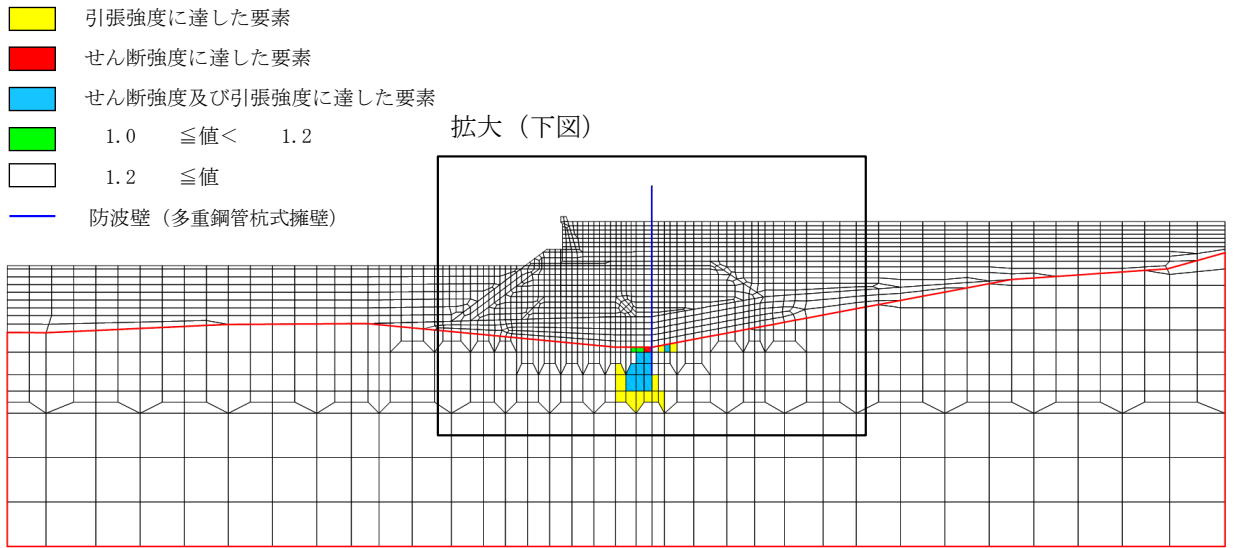 引張強度に達した要素
せん断強度に達した要素
せん断強度及び引張強度に達した要素
1.0 ≦値< 1.2
1.2 ≦値
防波壁（多重鋼管杭式擁壁）
拡大（下図）